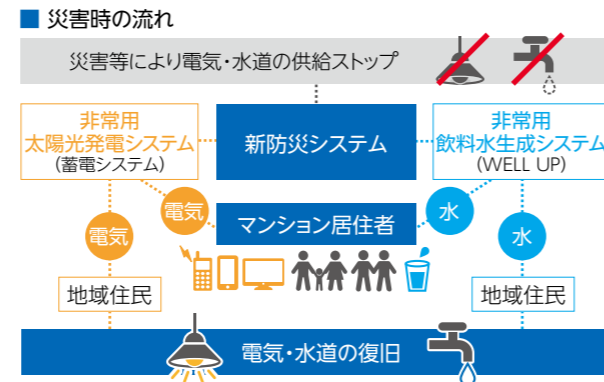 災害時の流れ
災害等により電気・水道の供給ストップ
非常用
太陽光発電システム
(蓄電システム)
新防災システム
非常用
飲料水生成システム
(WELL UP)
電気
マンション居住者
水
電気
水
地域住民
地域住民
電気・水道の復旧